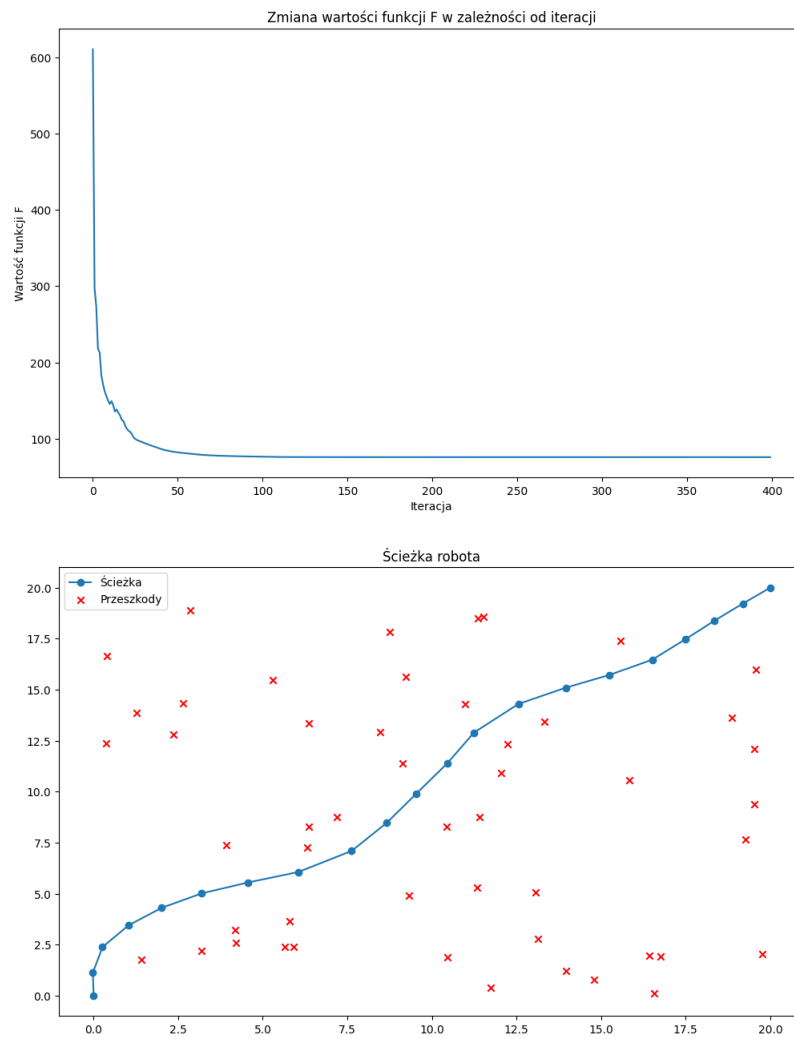 Zmiana wartości funkcji F w zależności od iteracji
600
500
400
300
200
100
Wartość funkcji F
0 50 100 150 200 250 300 350 400
Iteracja
Ścieżka robota
Ścieżka
Przeszkody
20.0
17.5
15.0
12.5
10.0
7.5
5.0
2.5
0.0
0.0 2.5 5.0 7.5 10.0 12.5 15.0 17.5 20.0